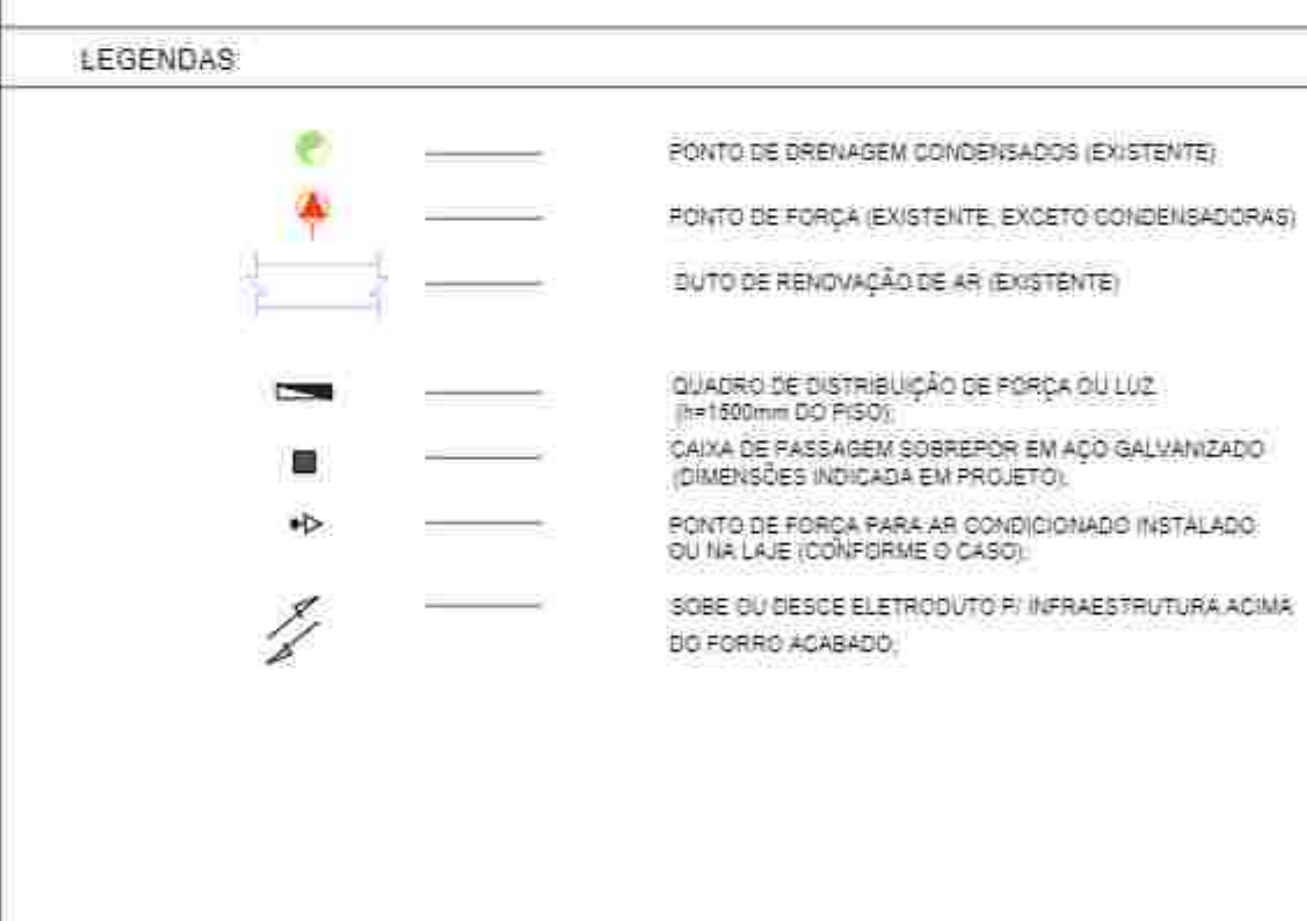 LEGENDAS:
PONTO DE DRENAGEM CONDENSADOS (EXISTENTE)
PONTO DE FORÇA (EXISTENTE, EXCETO CONDENSADORAS)
DUTO DE RENOVAÇÃO DE AR (EXISTENTE)
QUADRO DE DISTRIBUIÇÃO DE FORÇA OU LUZ
(h=1500mm DO PISO);
CAIXA DE PASSAGEM SOBREPOR EM AÇO GALVANIZADO
(DIMENSÕES INDICADA EM PROJETO);
PONTO DE FORÇA PARA AR CONDICIONADO INSTALADO
OU NA LAJE (CONFORME O CASO);
SOBE OU DESCE ELETRODUTO P/ INFRAESTRUTURA ACIMA
DO FORRO ACABADO;